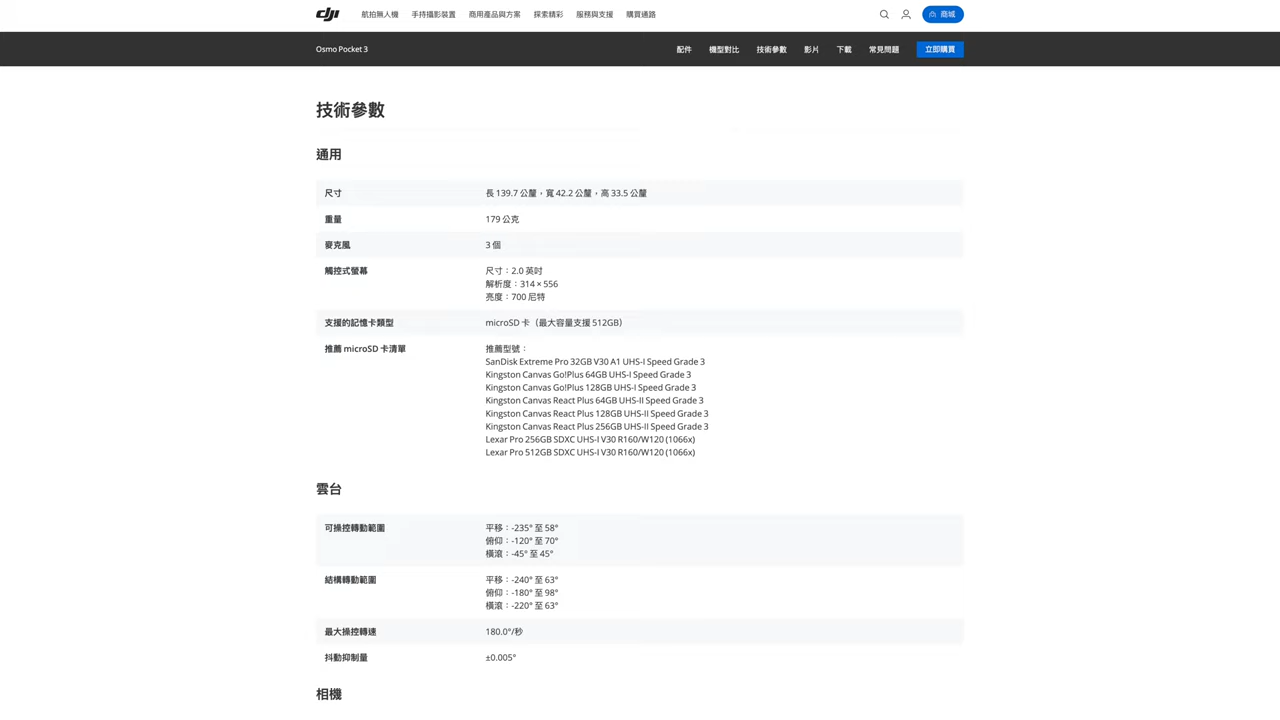 dji
航拍無人機 手持攝影裝置 商用產品與方案 探索精彩 服務與支援 購買通路 商城
Osmo Pocket 3 配件 機型對比 技術參數 影片 下載 常見問題 立即購買
技術參數
通用
尺寸 長 139.7 公釐，寬 42.2 公釐，高 33.5 公釐
重量 179 公克
麥克風 3 個
觸控式螢幕 尺寸：2.0 英吋
解析度：314 × 556
亮度：700 尼特
支援的記憶卡類型 microSD 卡（最大容量支援 512GB）
推薦 microSD 卡清單 推薦型號：
SanDisk Extreme Pro 32GB V30 A1 UHS-I Speed Grade 3
Kingston Canvas Go!Plus 64GB UHS-I Speed Grade 3
Kingston Canvas Go!Plus 128GB UHS-I Speed Grade 3
Kingston Canvas React Plus 64GB UHS-II Speed Grade 3
Kingston Canvas React Plus 128GB UHS-II Speed Grade 3
Kingston Canvas React Plus 256GB UHS-II Speed Grade 3
Lexar Pro 256GB SDXC UHS-I V30 R160/W120 (1066x)
Lexar Pro 512GB SDXC UHS-I V30 R160/W120 (1066x)
雲台
可操控轉動範圍 平移：-235° 至 58°
俯仰：-120° 至 70°
橫滾：-45° 至 45°
結構轉動範圍 平移：-240° 至 63°
俯仰：-180° 至 98°
橫滾：-220° 至 63°
最大操控轉速 180.0°/秒
抖動抑制量 ±0.005°
相機